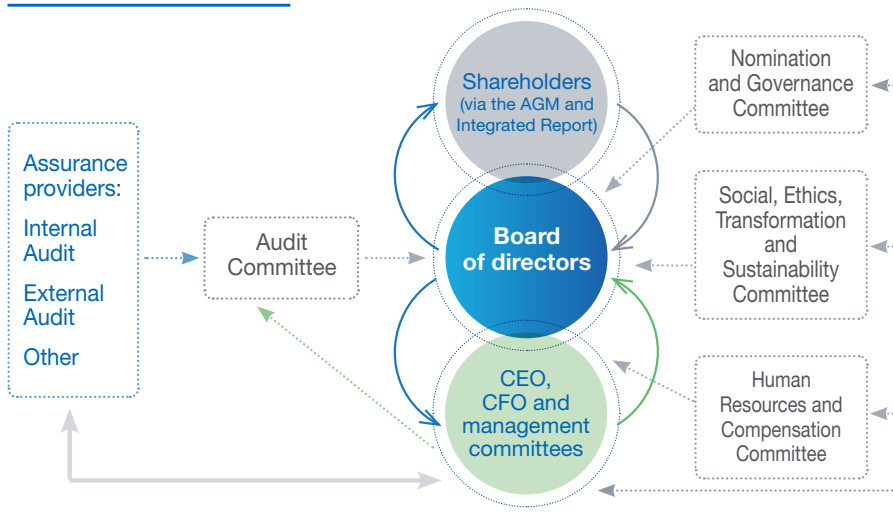 Assurance
providers:
Internal
Audit
External
Audit
Other
Audit
Committee
Shareholders
(via the AGM and
Integrated Report)
Board
of directors
CEO,
CFO and
management
committees
Nomination
and Governance
Committee
Social, Ethics,
Transformation
and
Sustainability
Committee
Human
Resources and
Compensation
Committee